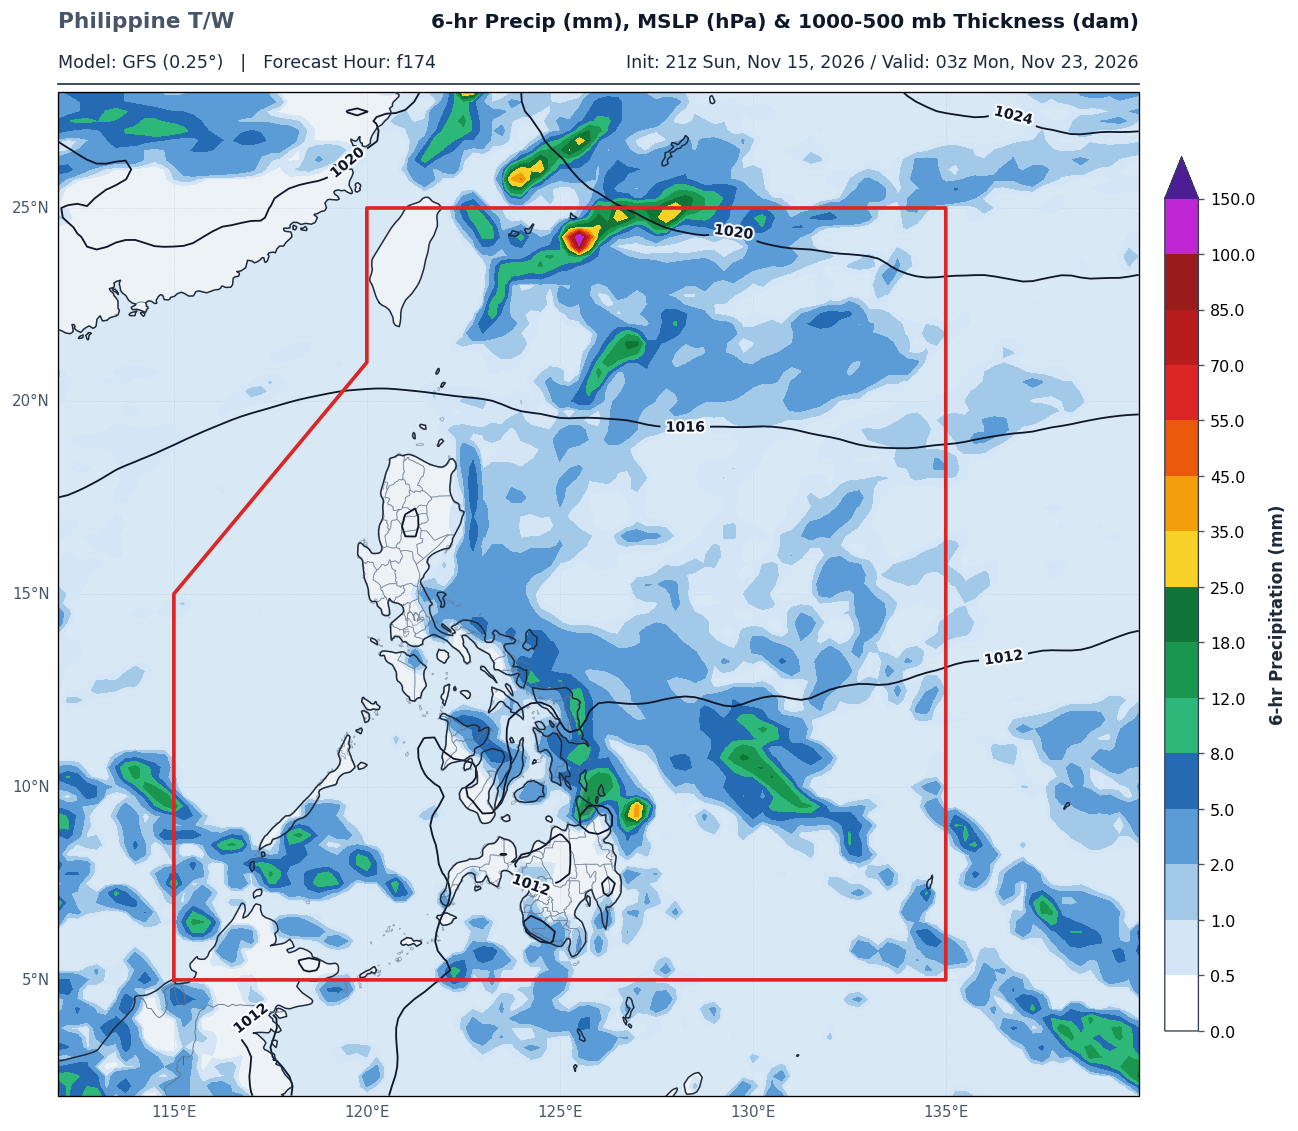 Philippine T/W
6-hr Precip (mm), MSLP (hPa) & 1000-500 mb Thickness (dam)
Model: GFS (0.25°) | Forecast Hour: f174
Init: 21z Sun, Nov 15, 2026 / Valid: 03z Mon, Nov 23, 2026
1024
1020
1020
1016
1012
1012
1012
25°N
20°N
15°N
10°N
5°N
115°E
120°E
125°E
130°E
135°E
150.0
100.0
85.0
70.0
55.0
45.0
35.0
25.0
18.0
12.0
8.0
5.0
2.0
1.0
0.5
0.0
6-hr Precipitation (mm)